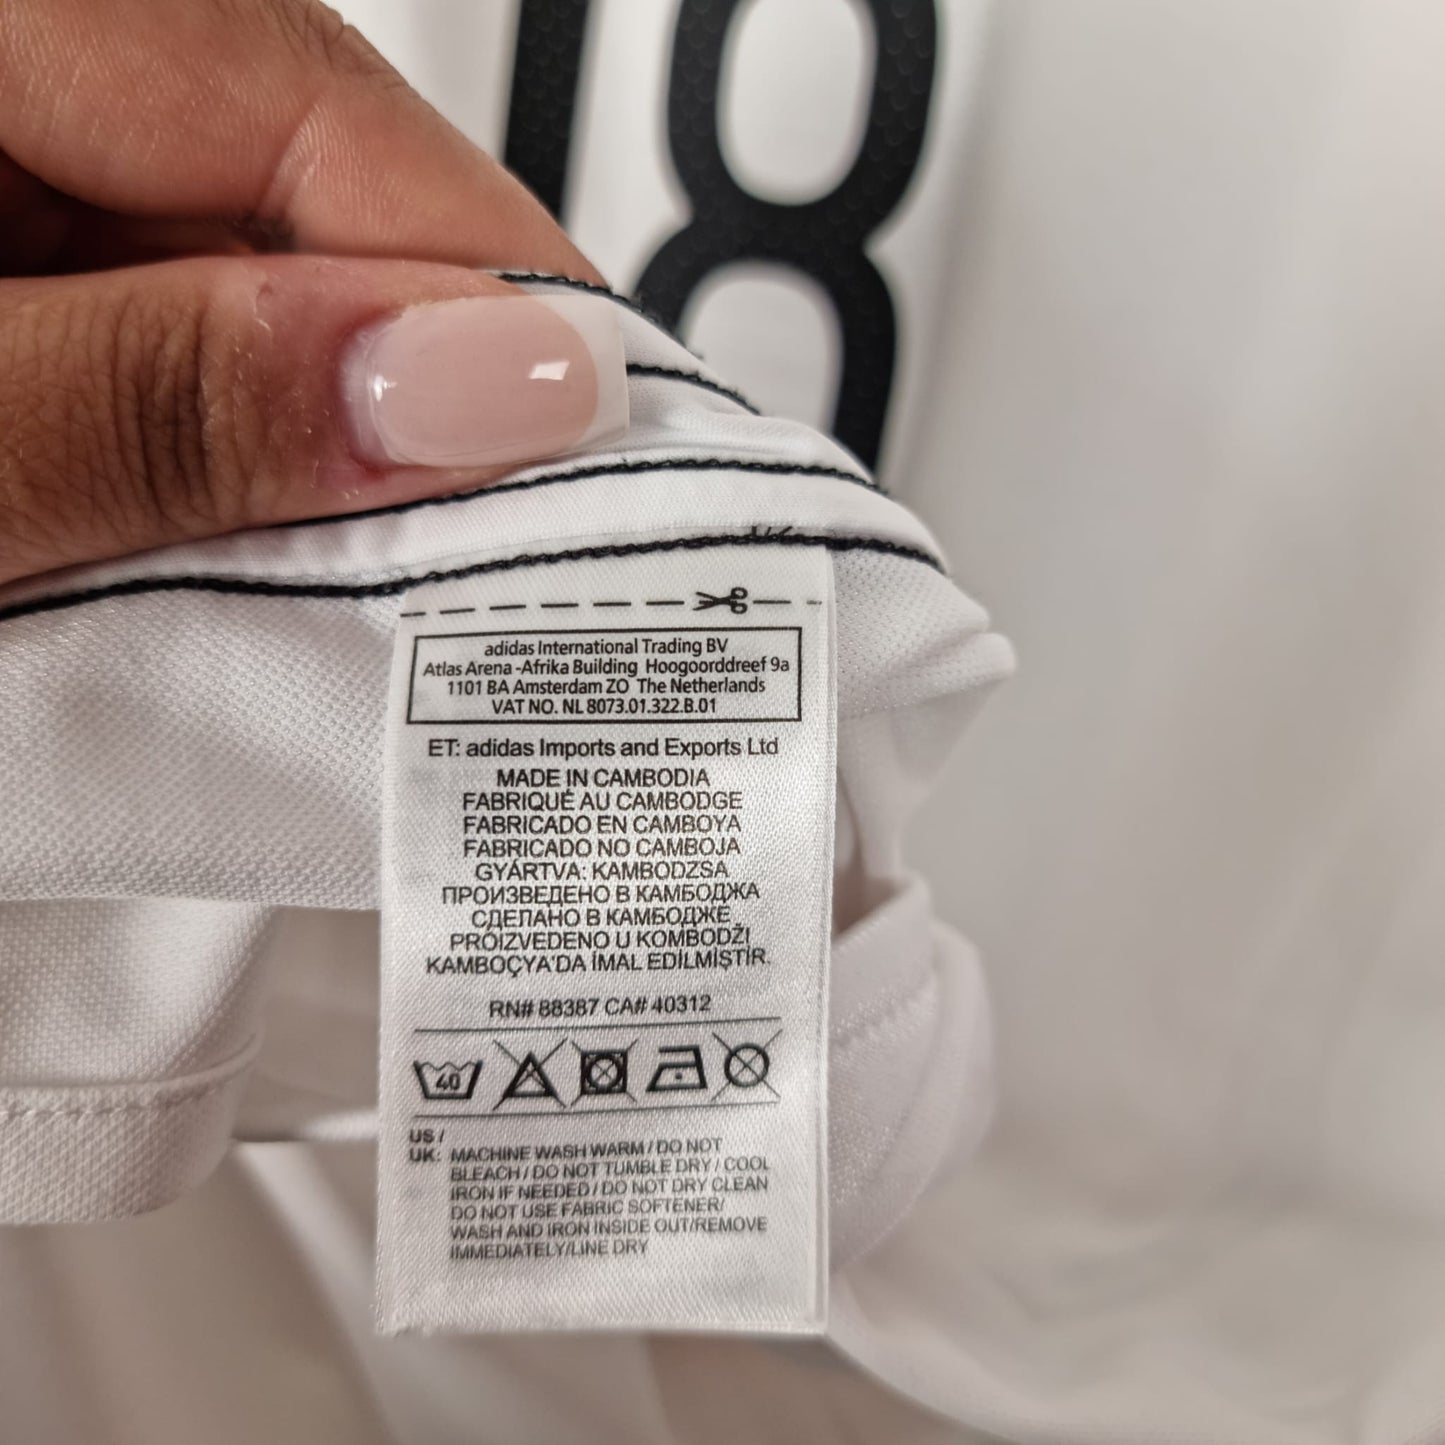 18
adidas International Trading BV
Atlas Arena -Afrika Building Hoogoorddreef 9a
1101 BA Amsterdam ZO The Netherlands
VAT NO. NL 8073.01.322.B.01
ET: adidas Imports and Exports Ltd
MADE IN CAMBODIA
FABRIQUÉ AU CAMBODGE
FABRICADO EN CAMBOYA
FABRICADO NO CAMBOJA
GYÁRTVA: KAMBODZSA
ПРОИЗВЕДЕНО В КАМБОДЖА
СДЕЛАНО В КАМБОДЖЕ
PROIZVEDENO U KOMBODŽI
KAMBOÇYA'DA İMAL EDİLMİŞTİR.
RN# 88387 CA# 40312
40
US /
UK: MACHINE WASH WARM / DO NOT
BLEACH / DO NOT TUMBLE DRY / COOL
IRON IF NEEDED / DO NOT DRY CLEAN
DO NOT USE FABRIC SOFTENER/
WASH AND IRON INSIDE OUT/REMOVE
IMMEDIATELY/LINE DRY